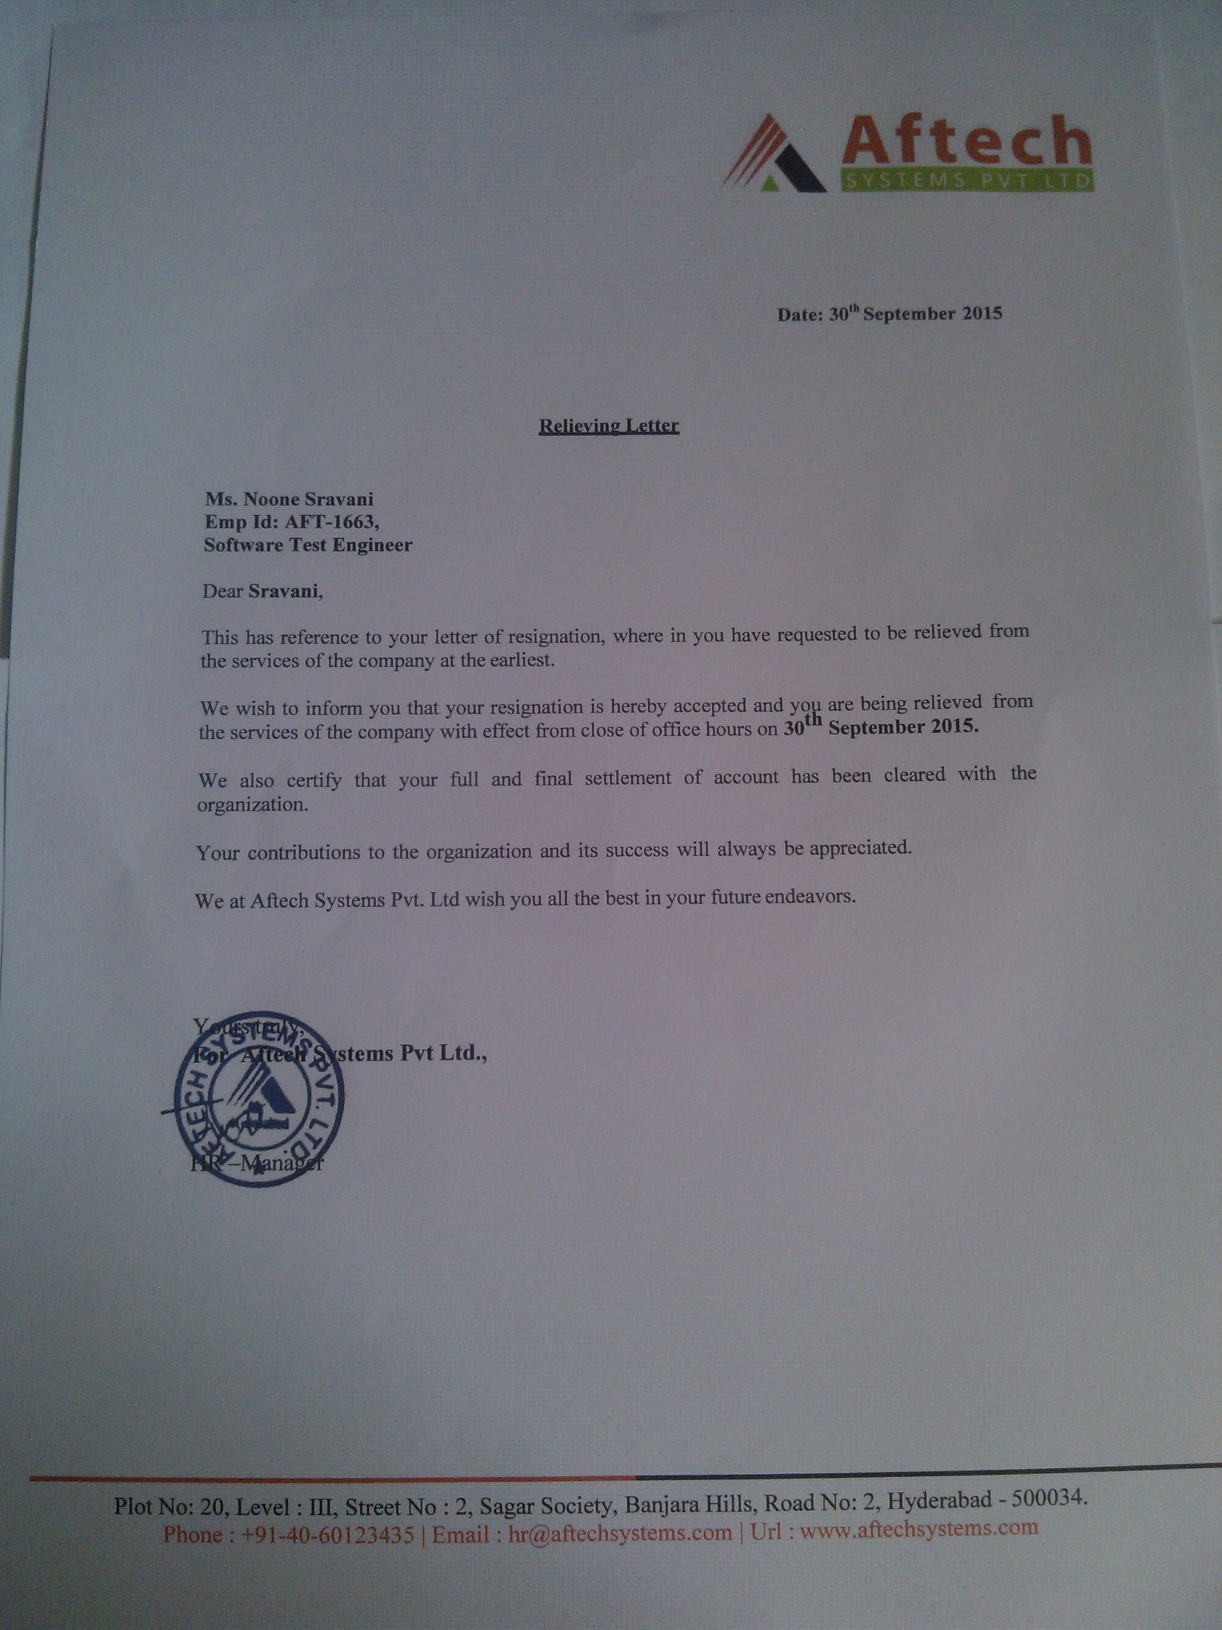 Aftech
SYSTEMS PVT LTD
Date: 30th September 2015
Relieving Letter
Ms. Noone Sravani
Emp Id: AFT-1663,
Software Test Engineer
Dear Sravani,
This has reference to your letter of resignation, where in you have requested to be relieved from
the services of the company at the earliest.
We wish to inform you that your resignation is hereby accepted and you are being relieved from
the services of the company with effect from close of office hours on 30th September 2015.
We also certify that your full and final settlement of account has been cleared with the
organization.
Your contributions to the organization and its success will always be appreciated.
We at Aftech Systems Pvt. Ltd wish you all the best in your future endeavors.
Yours truly,
For Aftech Systems Pvt Ltd.,
AFTECH SYSTEMS PVT. LTD.
HR –Manager
Plot No: 20, Level : III, Street No : 2, Sagar Society, Banjara Hills, Road No: 2, Hyderabad - 500034.
Phone : +91-40-60123435 | Email : hr@aftechsystems.com | Url : www.aftechsystems.com